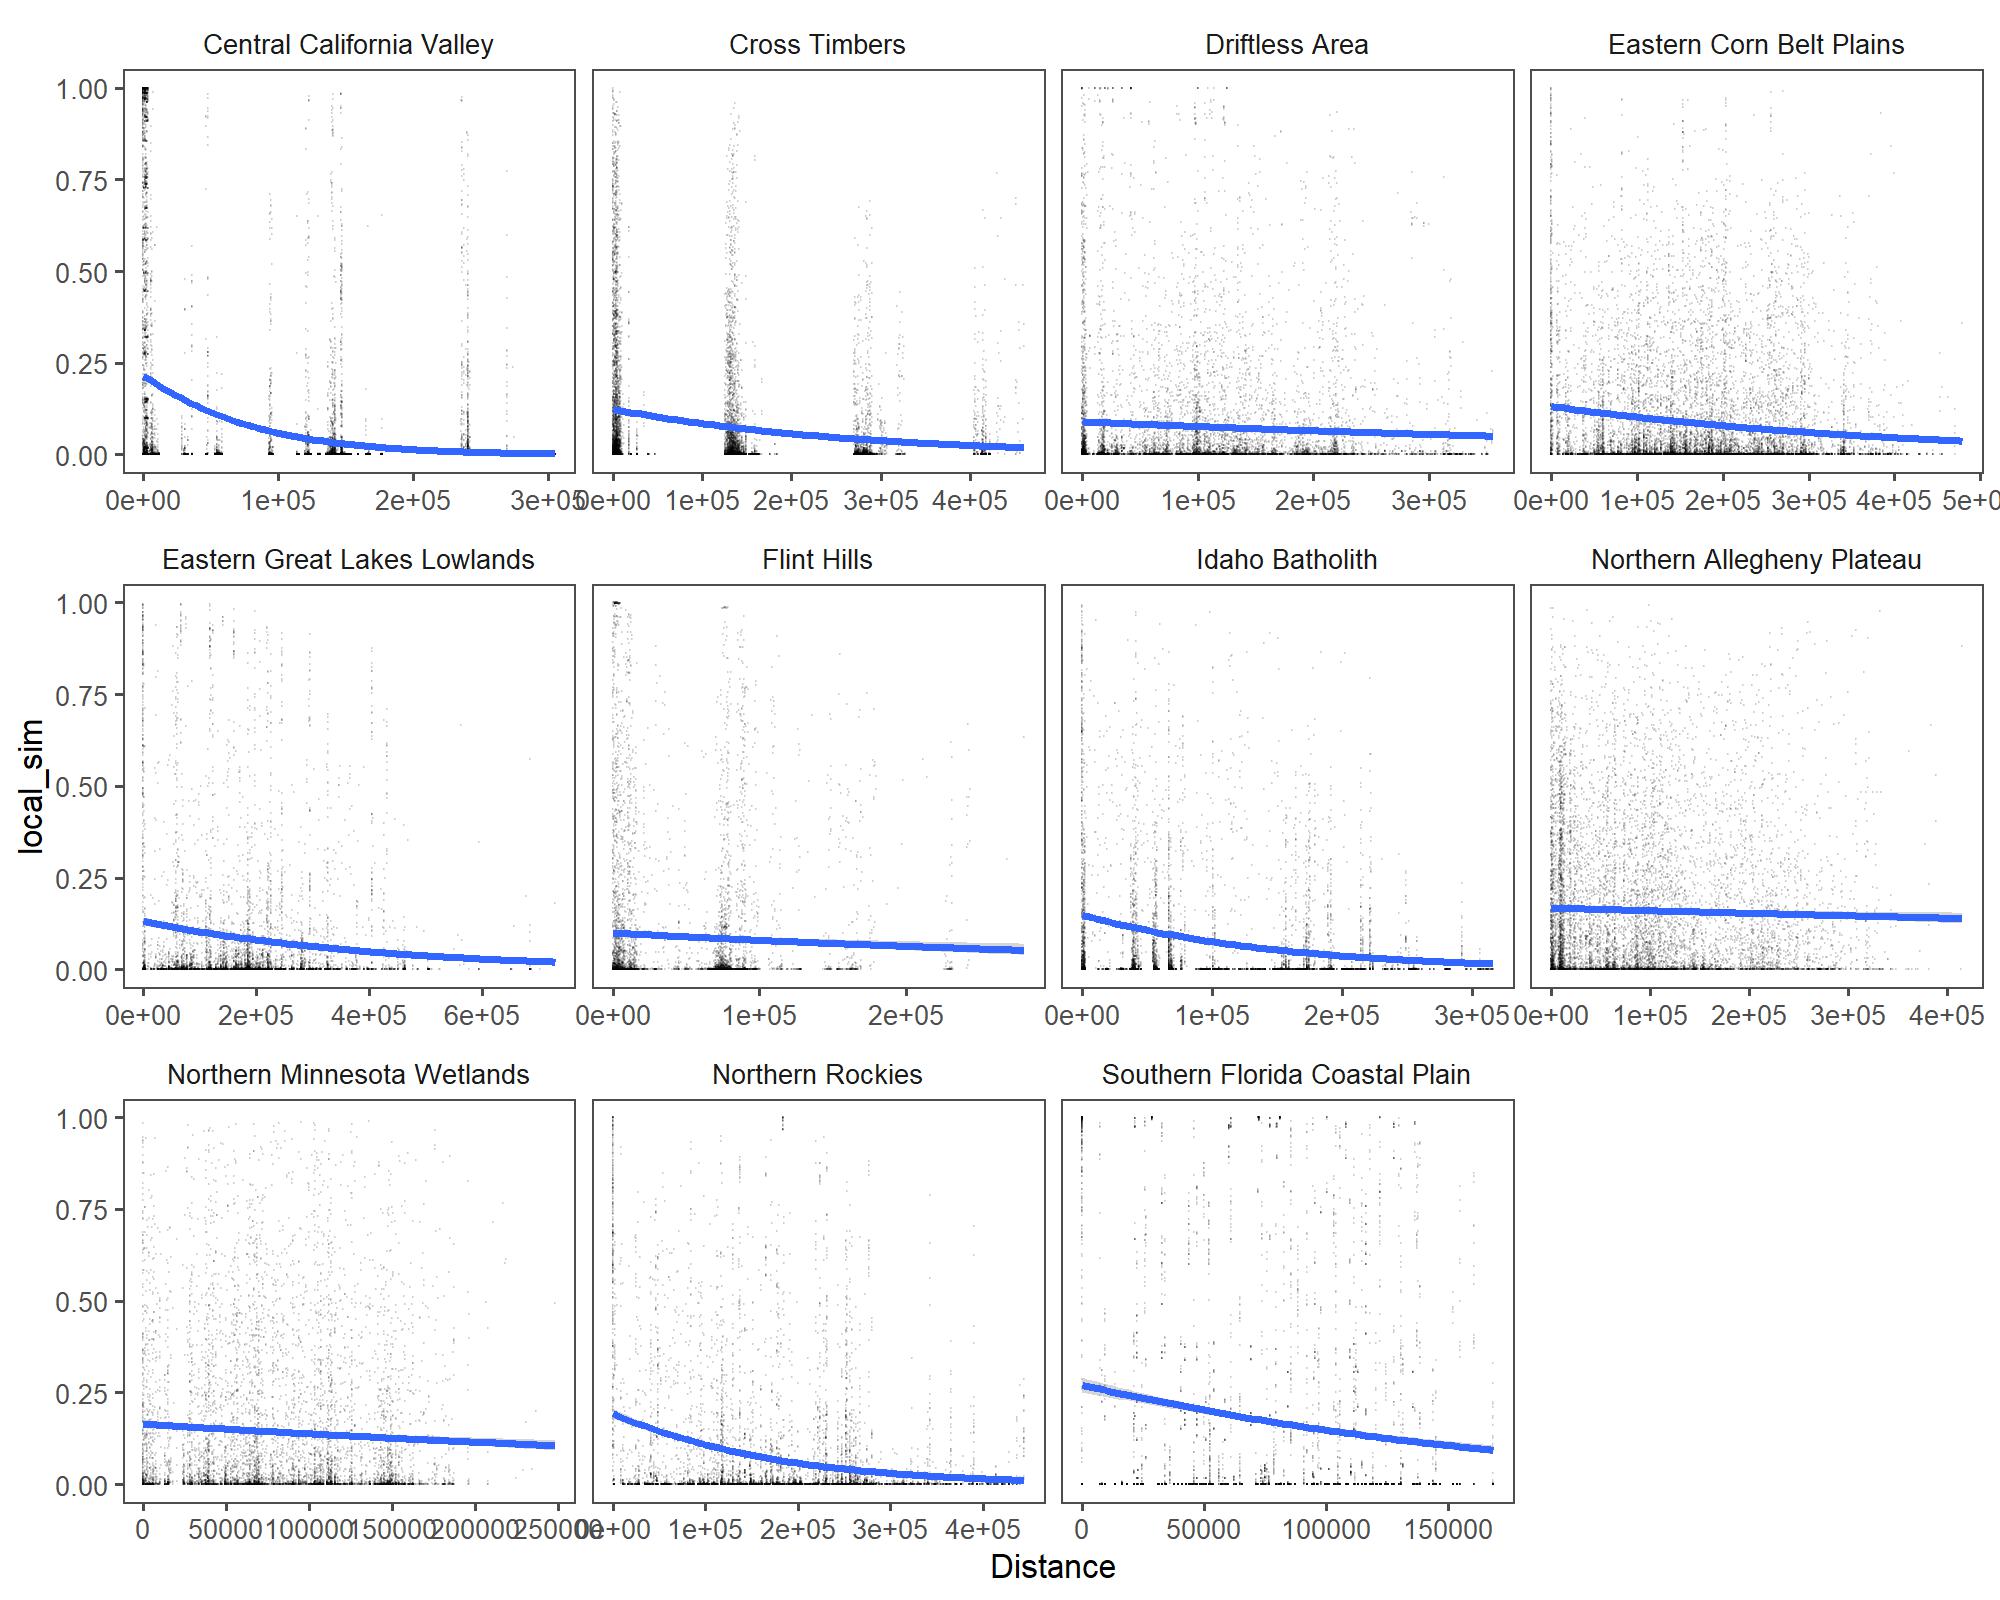 Central California Valley Cross Timbers Driftless Area Eastern Corn Belt Plains
1.00
0.75
0.50
0.25
0.00
0e+00 1e+05 2e+05 3e+05 0e+00 1e+05 2e+05 3e+05 4e+05 0e+00 1e+05 2e+05 3e+05 0e+00 1e+05 2e+05 3e+05 4e+05 5e+0
Eastern Great Lakes Lowlands Flint Hills Idaho Batholith Northern Allegheny Plateau
1.00
0.75
local_sim
0.50
0.25
0.00
0e+00 2e+05 4e+05 6e+05 0e+00 1e+05 2e+05 0e+00 1e+05 2e+05 3e+05 0e+00 1e+05 2e+05 3e+05 4e+05
Northern Minnesota Wetlands Northern Rockies Southern Florida Coastal Plain
1.00
0.75
0.50
0.25
0.00
0 50000 100000 150000 200000 250000 0e+00 1e+05 2e+05 3e+05 4e+05 0 50000 100000 150000
Distance